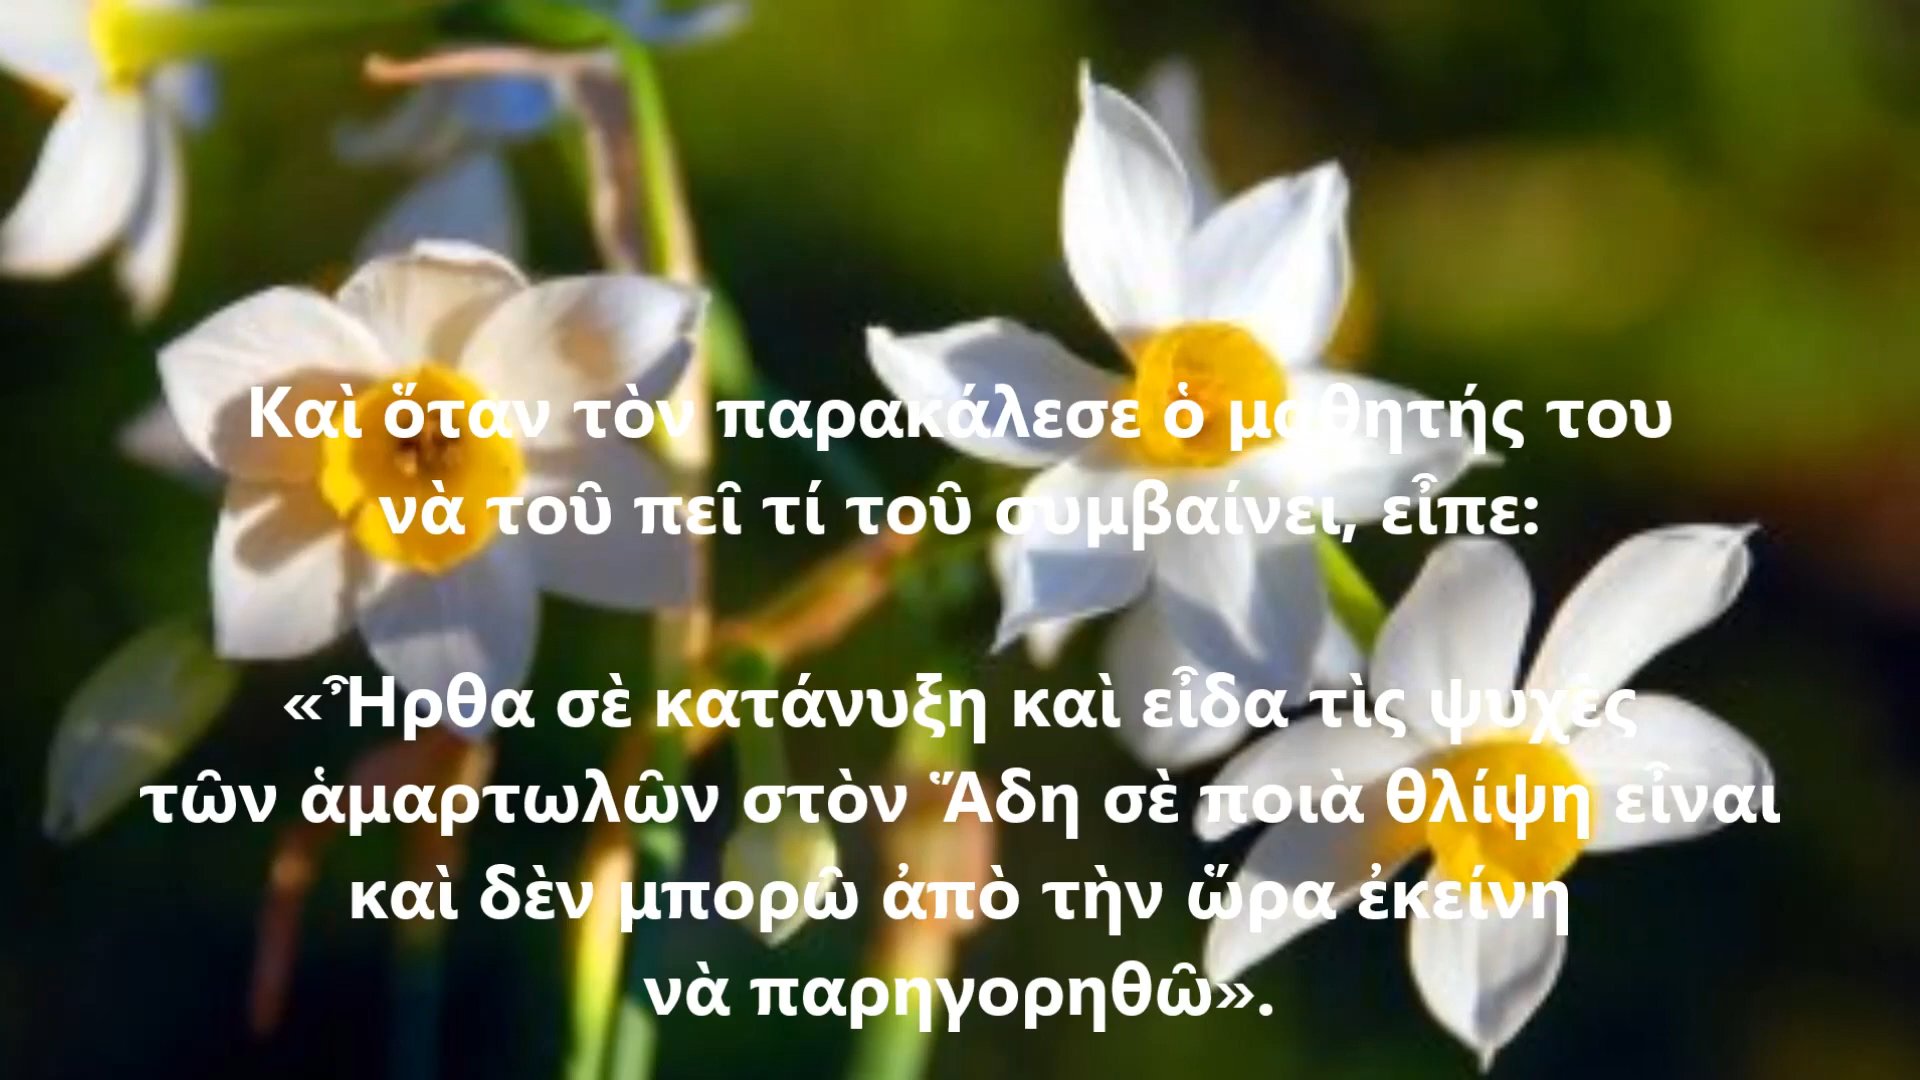 Καὶ ὅταν τὸν παρακάλεσε ὁ μαθητής του
νὰ τοῦ πεῖ τί τοῦ συμβαίνει, εἶπε:
«Ἦρθα σὲ κατάνυξη καὶ εἶδα τὶς ψυχὲς
τῶν ἁμαρτωλῶν στὸν Ἅδη σὲ ποιὰ θλίψη εἶναι
καὶ δὲν μπορῶ ἀπὸ τὴν ὥρα ἐκείνη
νὰ παρηγορηθῶ».